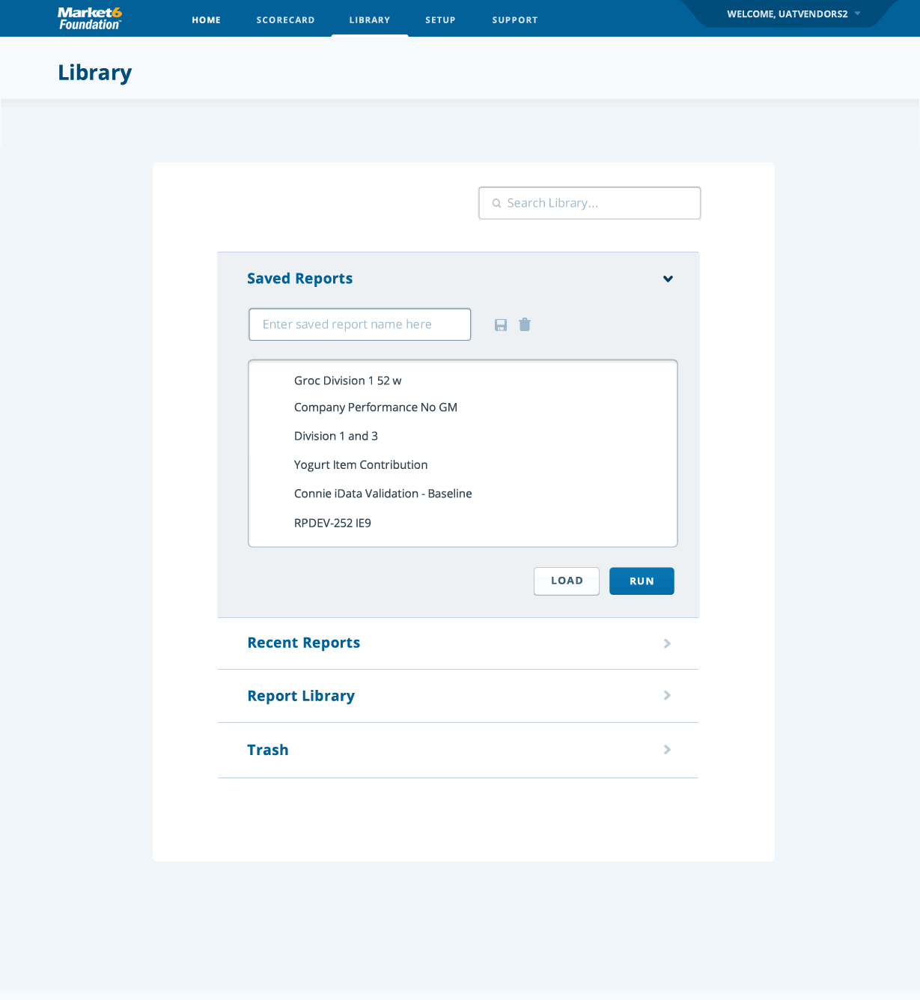 Market6
Foundation™
HOME
SCORECARD
LIBRARY
SETUP
SUPPORT
WELCOME, UATVENDORS2
Library
Search Library...
Saved Reports
Enter saved report name here
Groc Division 1 52 w
Company Performance No GM
Division 1 and 3
Yogurt Item Contribution
Connie iData Validation - Baseline
RPDEV-252 IE9
LOAD
RUN
Recent Reports
Report Library
Trash